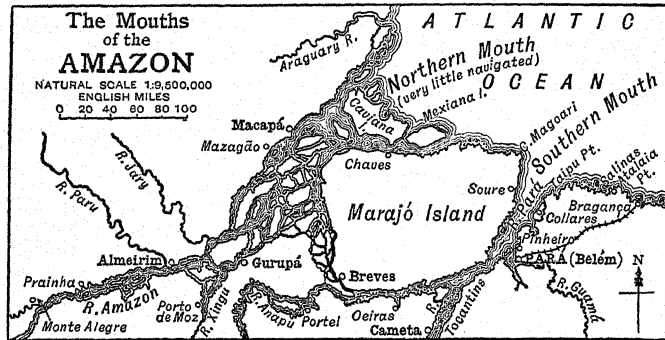 The Mouths
of the
AMAZON
NATURAL SCALE 1:9,500,000
ENGLISH MILES
0 20 40 60 80 100
ATLANTIC
OCEAN
Araguary R.
Northern Mouth
(very little navigated)
Caviana
Mexiana I.
Macapá
Mazagão
Chaves
Magoari
Southern Mouth
Taipu Pt.
Salinas
Atalaia
Pt.
R. Jary
R. Paru
Soure
Pará
Marajó Island
Bragança
Collares
Pinheiro
PARÁ (Belém)
N
Almeirim
Gurupá
Breves
Prainha
R. Amazon
Porto
de Moz
R. Xingu
R. Anapu
Portel
Oeiras
Cameta
R.
Tocantins
R. Guamá
Monte Alegre